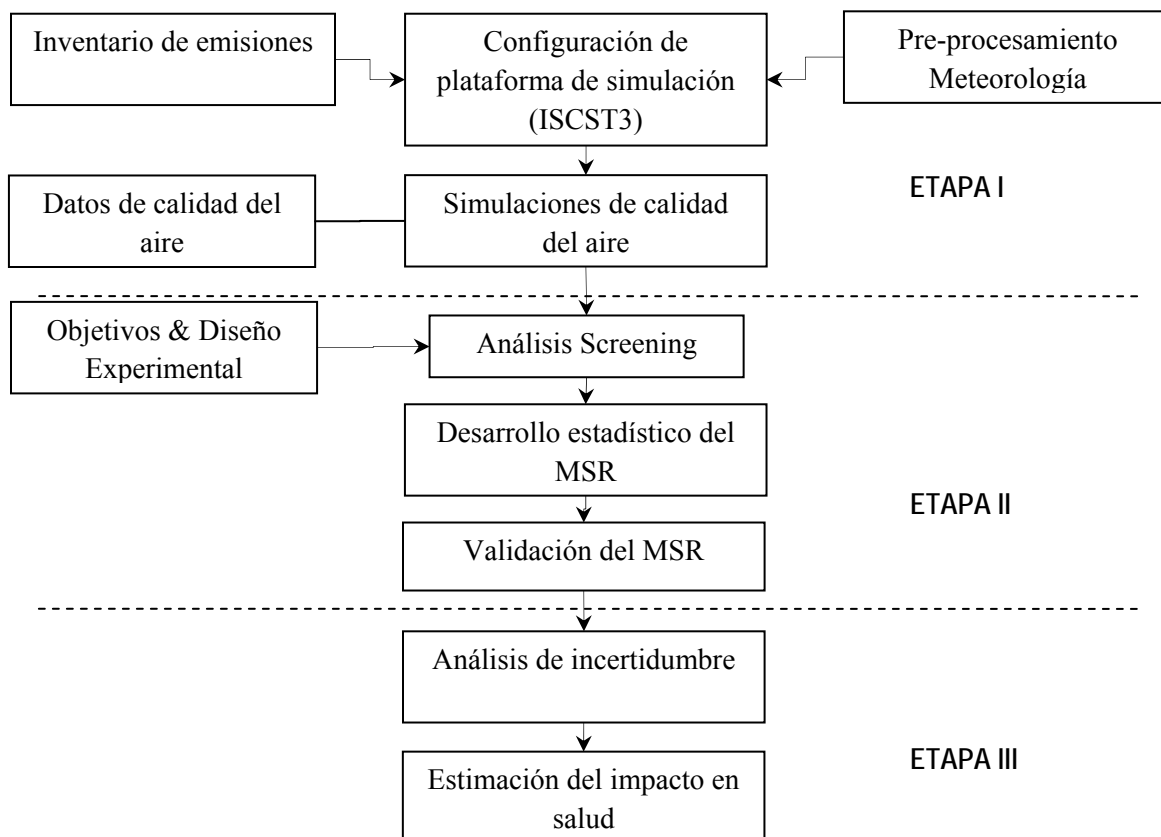 Inventario de emisiones
Configuración de
plataforma de simulación
(ISCST3)
Pre-procesamiento
Meteorología
ETAPA I
Datos de calidad del
aire
Simulaciones de calidad
del aire
Objetivos & Diseño
Experimental
Análisis Screening
Desarrollo estadístico del
MSR
ETAPA II
Validación del MSR
Análisis de incertidumbre
ETAPA III
Estimación del impacto en
salud